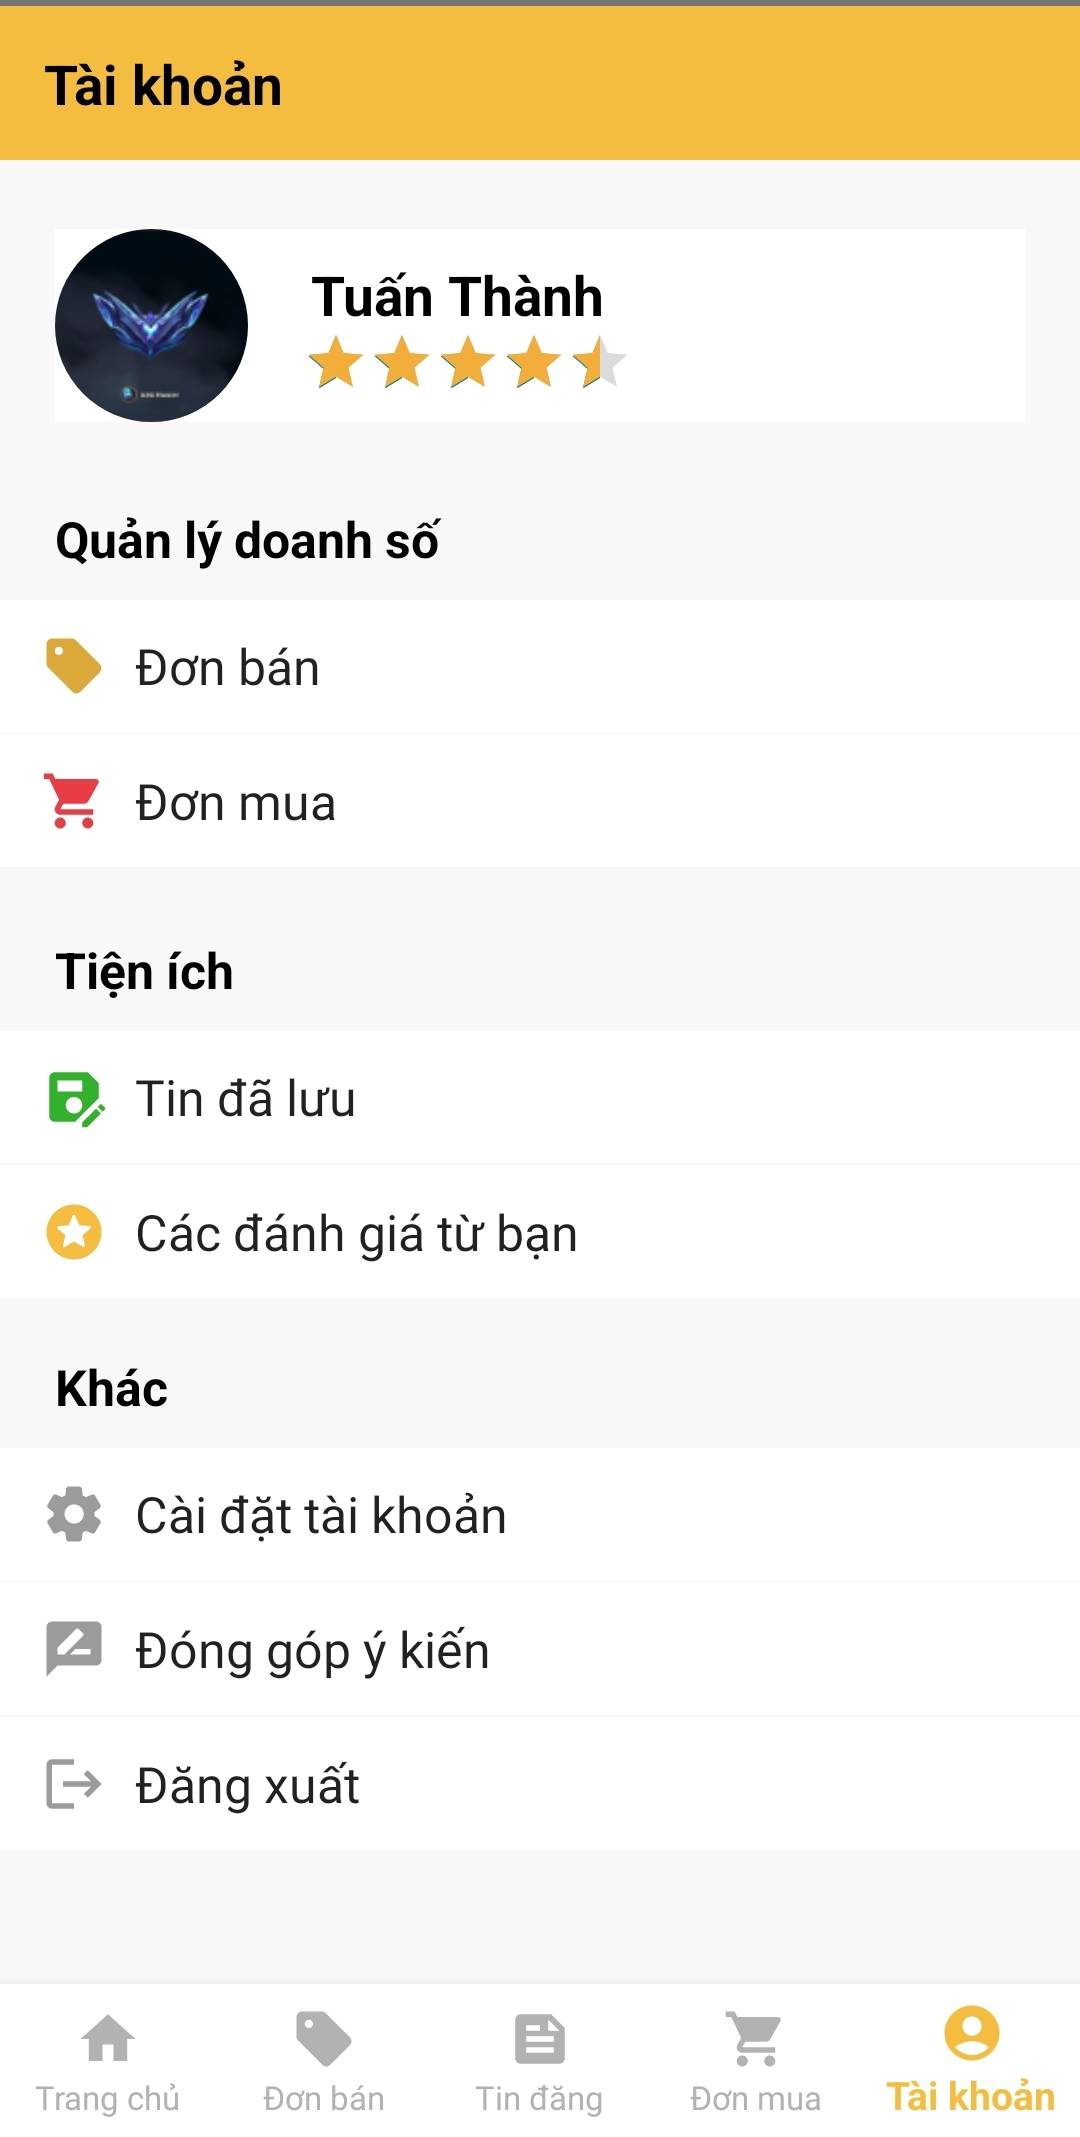 Tài khoản
Tuấn Thành
Quản lý doanh số
Đơn bán
Đơn mua
Tiện ích
Tin đã lưu
Các đánh giá từ bạn
Khác
Cài đặt tài khoản
Đóng góp ý kiến
Đăng xuất
Trang chủ
Đơn bán
Tin đăng
Đơn mua
Tài khoản